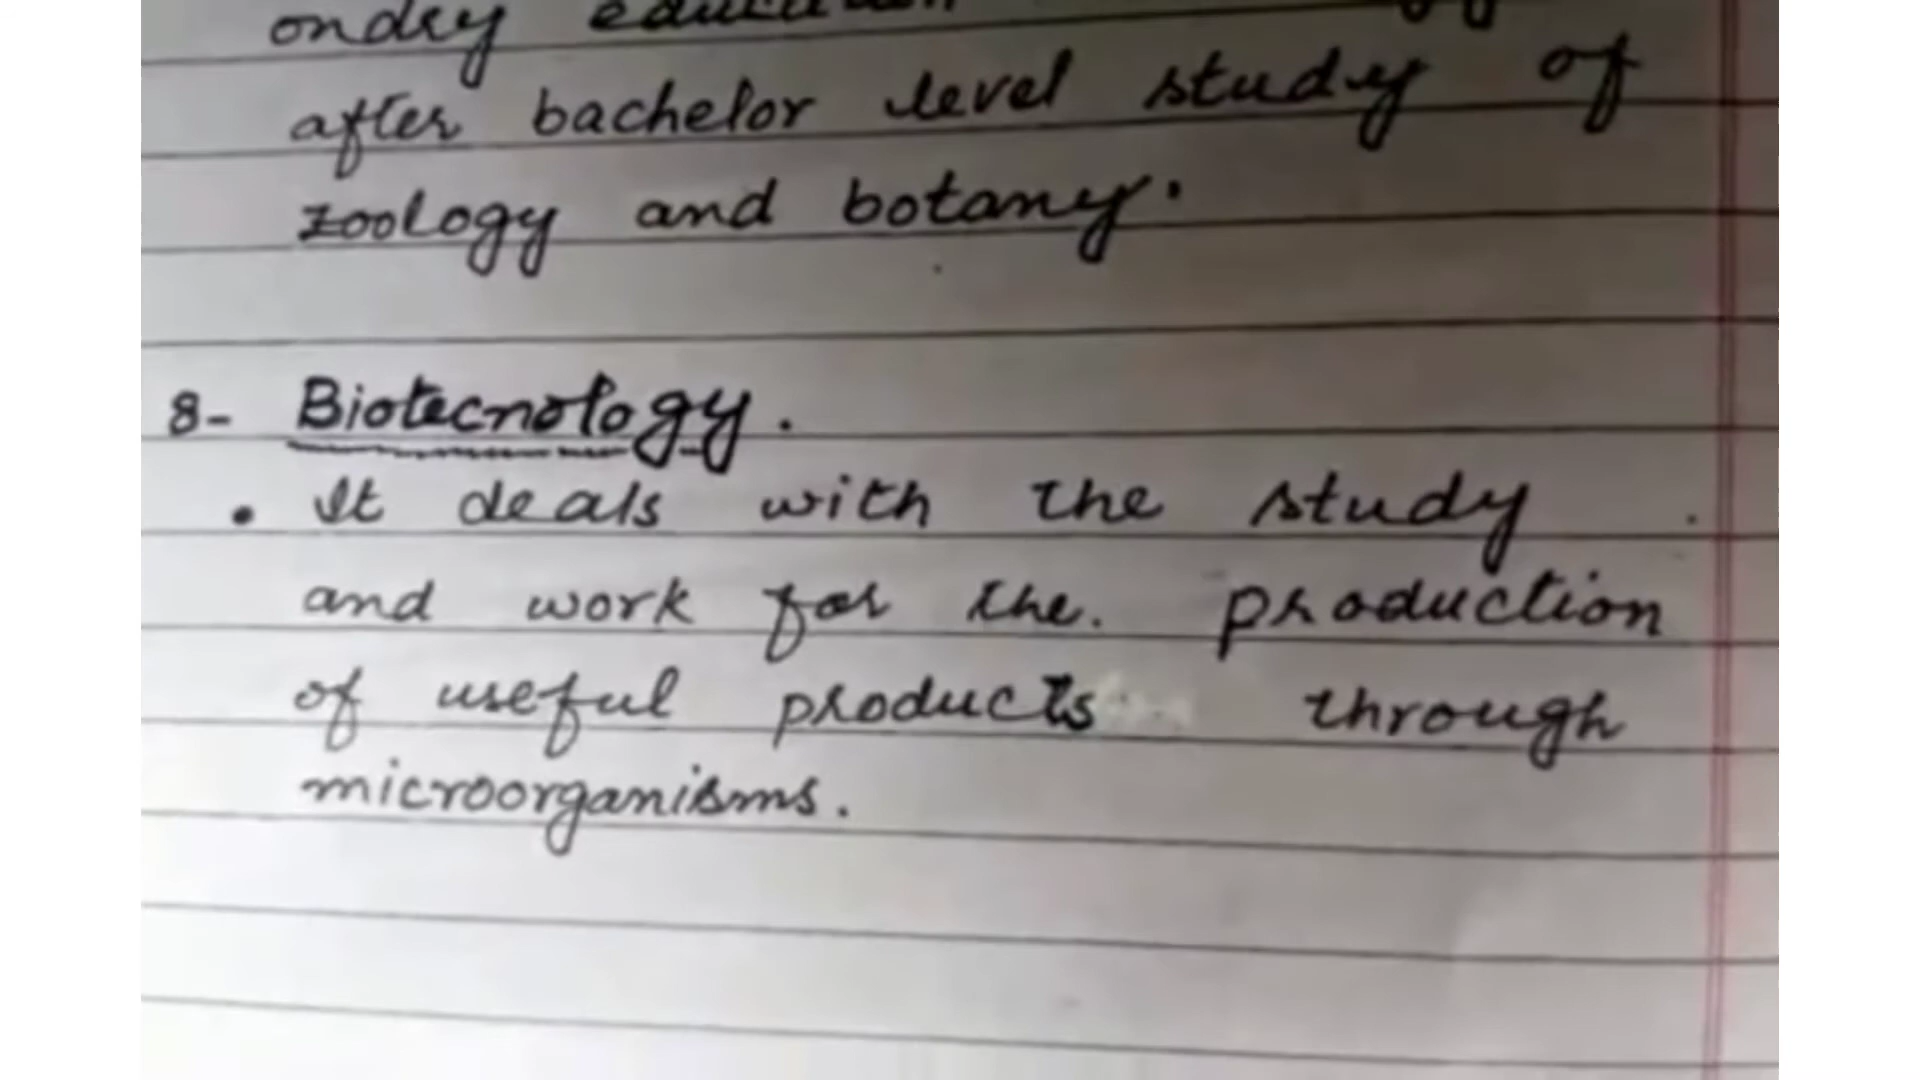 ondry education
after bachelor level study of
zoology and botany.
8- Biotecnology.
• It deals with the study
and work for the. production
of useful products through
microorganisms.